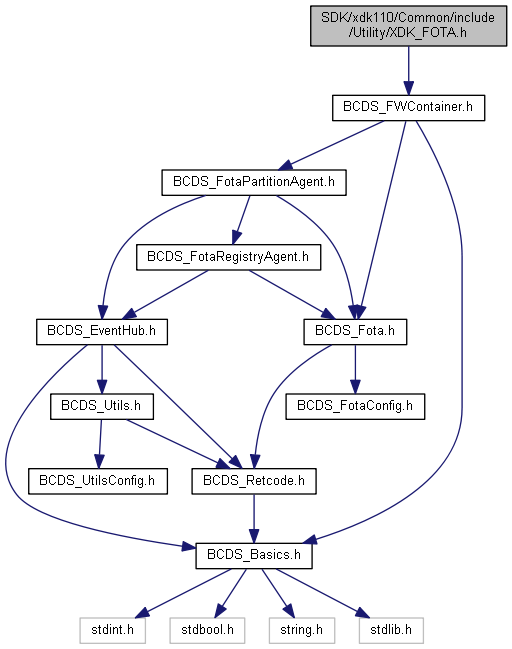 SDK/xdk110/Common/include
/Utility/XDK_FOTA.h
BCDS_FWContainer.h
BCDS_FotaPartitionAgent.h
BCDS_FotaRegistryAgent.h
BCDS_EventHub.h
BCDS_Fota.h
BCDS_Utils.h
BCDS_FotaConfig.h
BCDS_UtilsConfig.h
BCDS_Retcode.h
BCDS_Basics.h
stdint.h
stdbool.h
string.h
stdlib.h